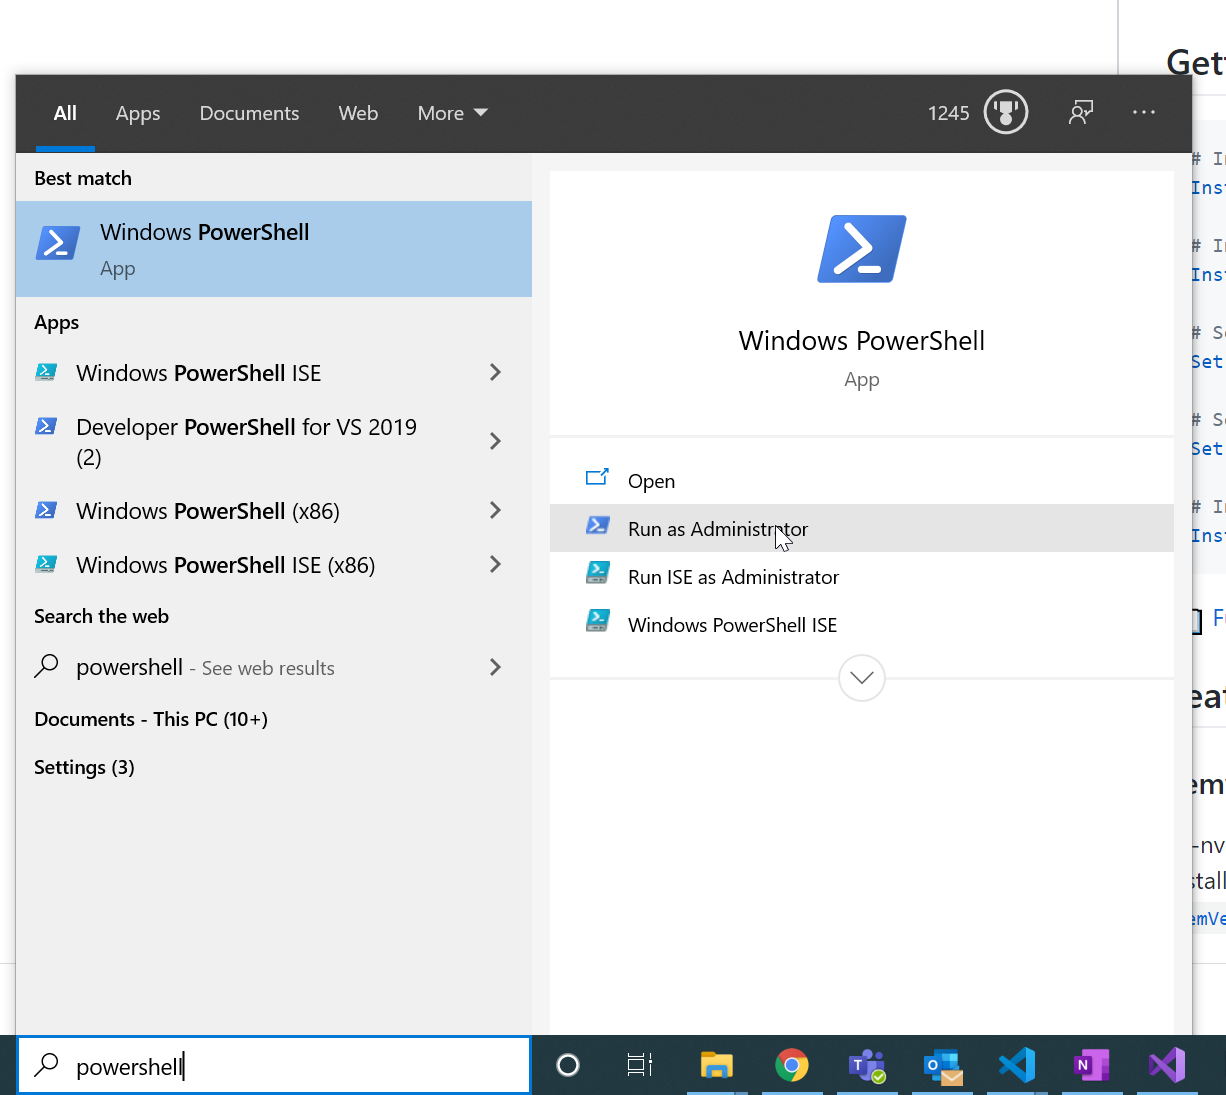 Get
All Apps Documents Web More 1245
Best match
Windows PowerShell
App
Apps
Windows PowerShell ISE
Developer PowerShell for VS 2019
(2)
Windows PowerShell (x86)
Windows PowerShell ISE (x86)
Search the web
powershell - See web results
Documents - This PC (10+)
Settings (3)
Windows PowerShell
App
Open
Run as Administrator
Run ISE as Administrator
Windows PowerShell ISE
# I
Inst
# I
Inst
# S
Set
# S
Set
# I
Inst
F
eat
em
-nv
stall
emVe
powershell